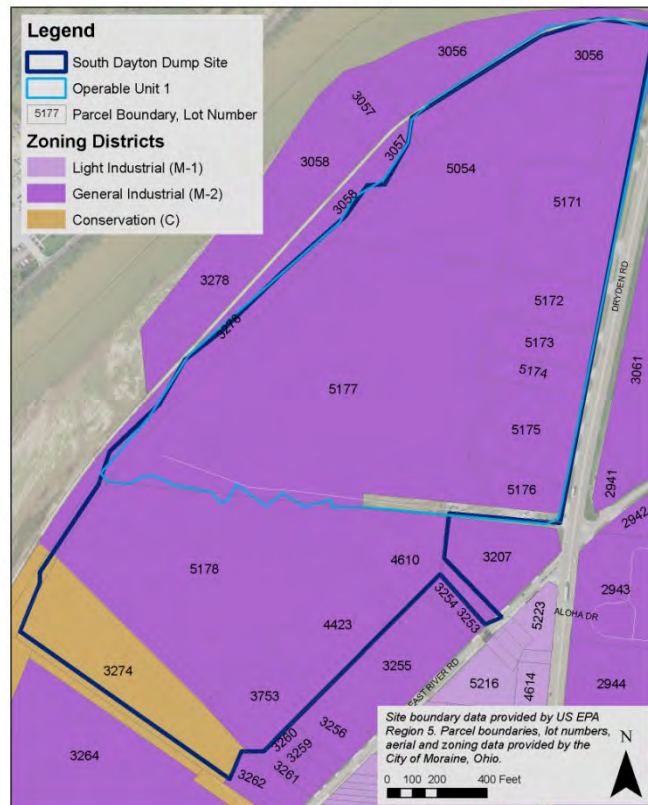 Legend
South Dayton Dump Site
Operable Unit 1
5177 Parcel Boundary, Lot Number
Zoning Districts
Light Industrial (M-1)
General Industrial (M-2)
Conservation (C)
3056
3056
3057
3057
3058
3058
5054
5171
3278
3278
5172
DRYDEN RD
5173
5174
3061
5177
5175
5176
2941
2942
5178
4610
3207
3254
3253
5223
ALOHA DR
2943
4423
3255
EAST RIVER RD
5216
4614
2944
3274
3753
3256
3260
3259
3261
3262
3264
Site boundary data provided by US EPA
Region 5. Parcel boundaries, lot numbers,
aerial and zoning data provided by the
City of Moraine, Ohio.
N
0 100 200 400 Feet